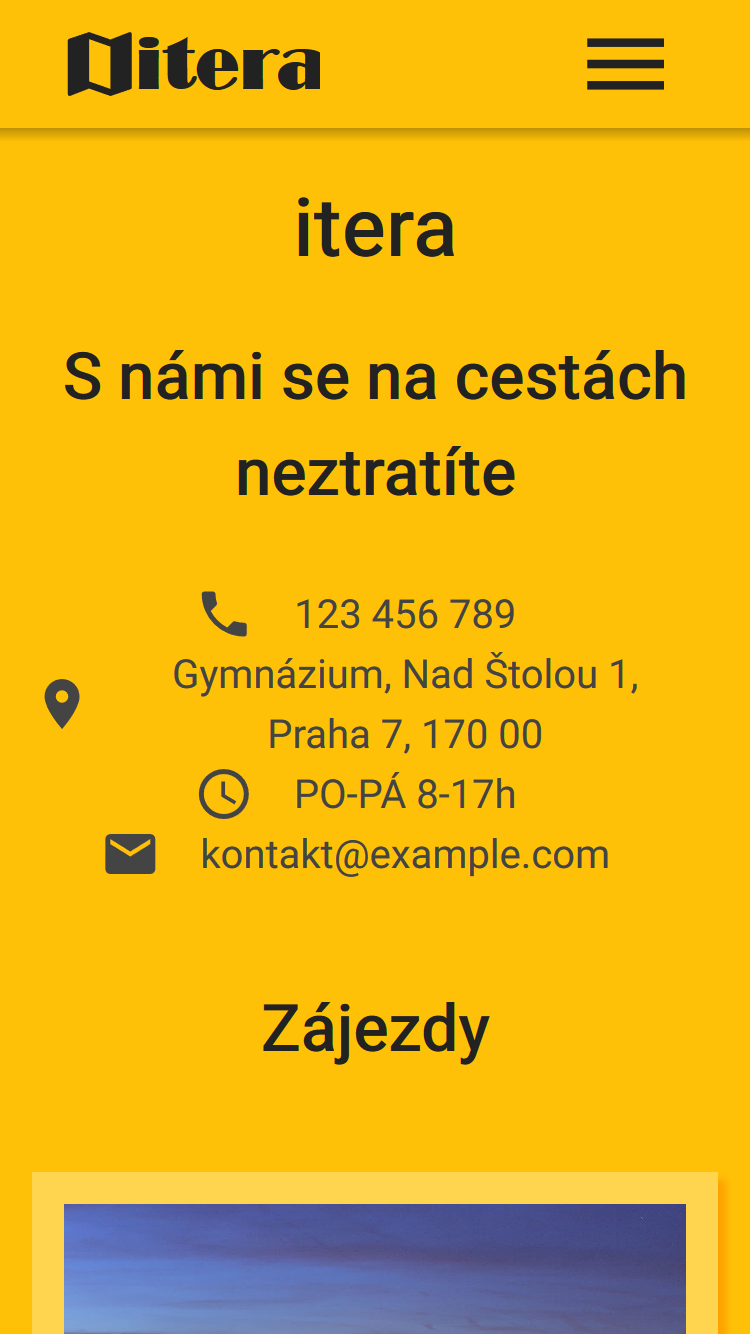 itera
itera
S námi se na cestách
neztratíte
123 456 789
Gymnázium, Nad Štolou 1,
Praha 7, 170 00
PO-PÁ 8-17h
kontakt@example.com
Zájezdy